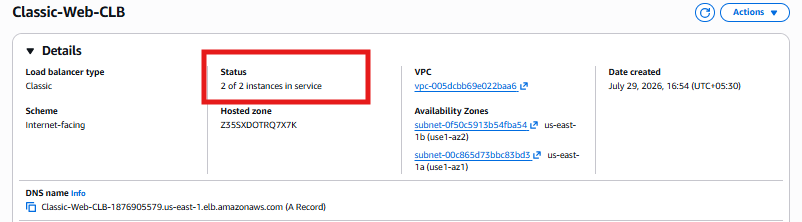 Classic-Web-CLB
Actions
Details
Load balancer type
Classic
Status
2 of 2 instances in service
VPC
vpc-005dcbb69e022baa6
Date created
July 29, 2026, 16:54 (UTC+05:30)
Scheme
Internet-facing
Hosted zone
Z35SXDOTRQ7X7K
Availability Zones
subnet-0f50c5913b54fba54 us-east-
1b (use1-az2)
subnet-00c865d73bbc83bd3 us-east-
1a (use1-az1)
DNS name Info
Classic-Web-CLB-1876905579.us-east-1.elb.amazonaws.com (A Record)